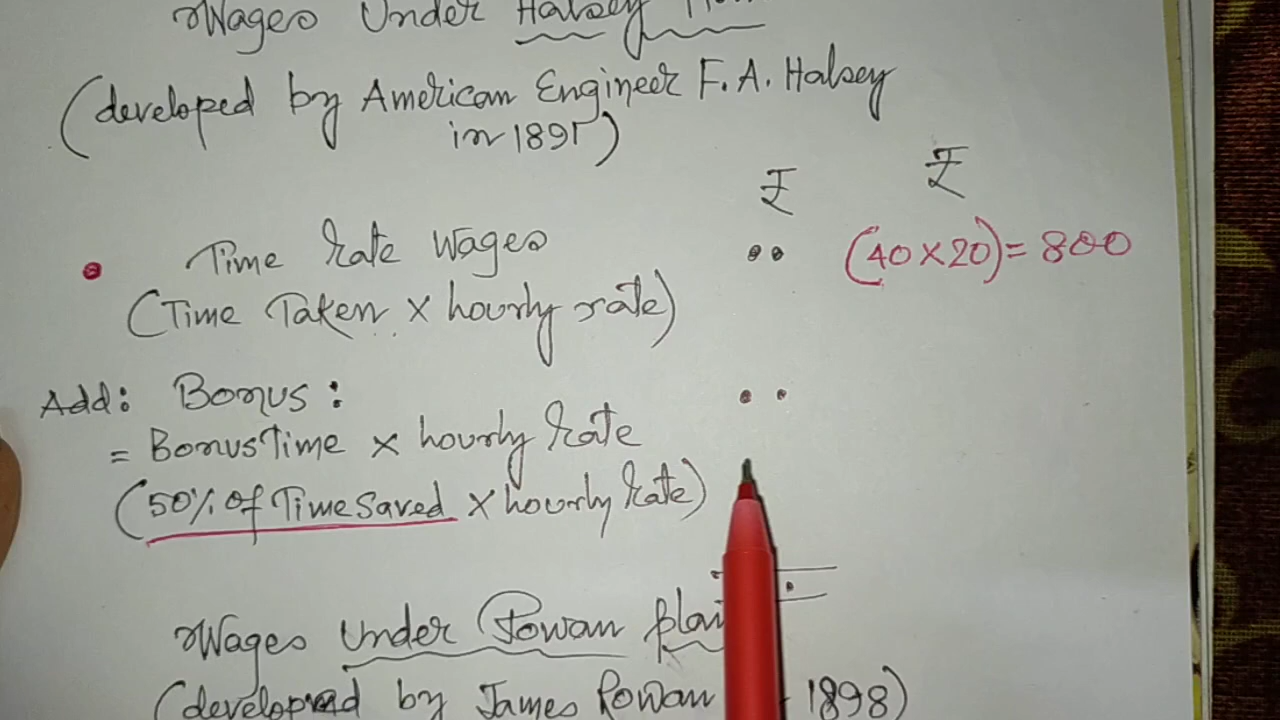 Wages Under Halsey
(developed by American Engineer F.A. Halsey
in 1891)
₹ ₹
Time Rate Wages .. (40×20)= 800
(Time Taken × hourly rate)
Add: Bonus: ..
= Bonus Time × hourly Rate
(50% of Time Saved × hourly Rate)
Wages Under Rowan
(developed by James Rowan 1898)